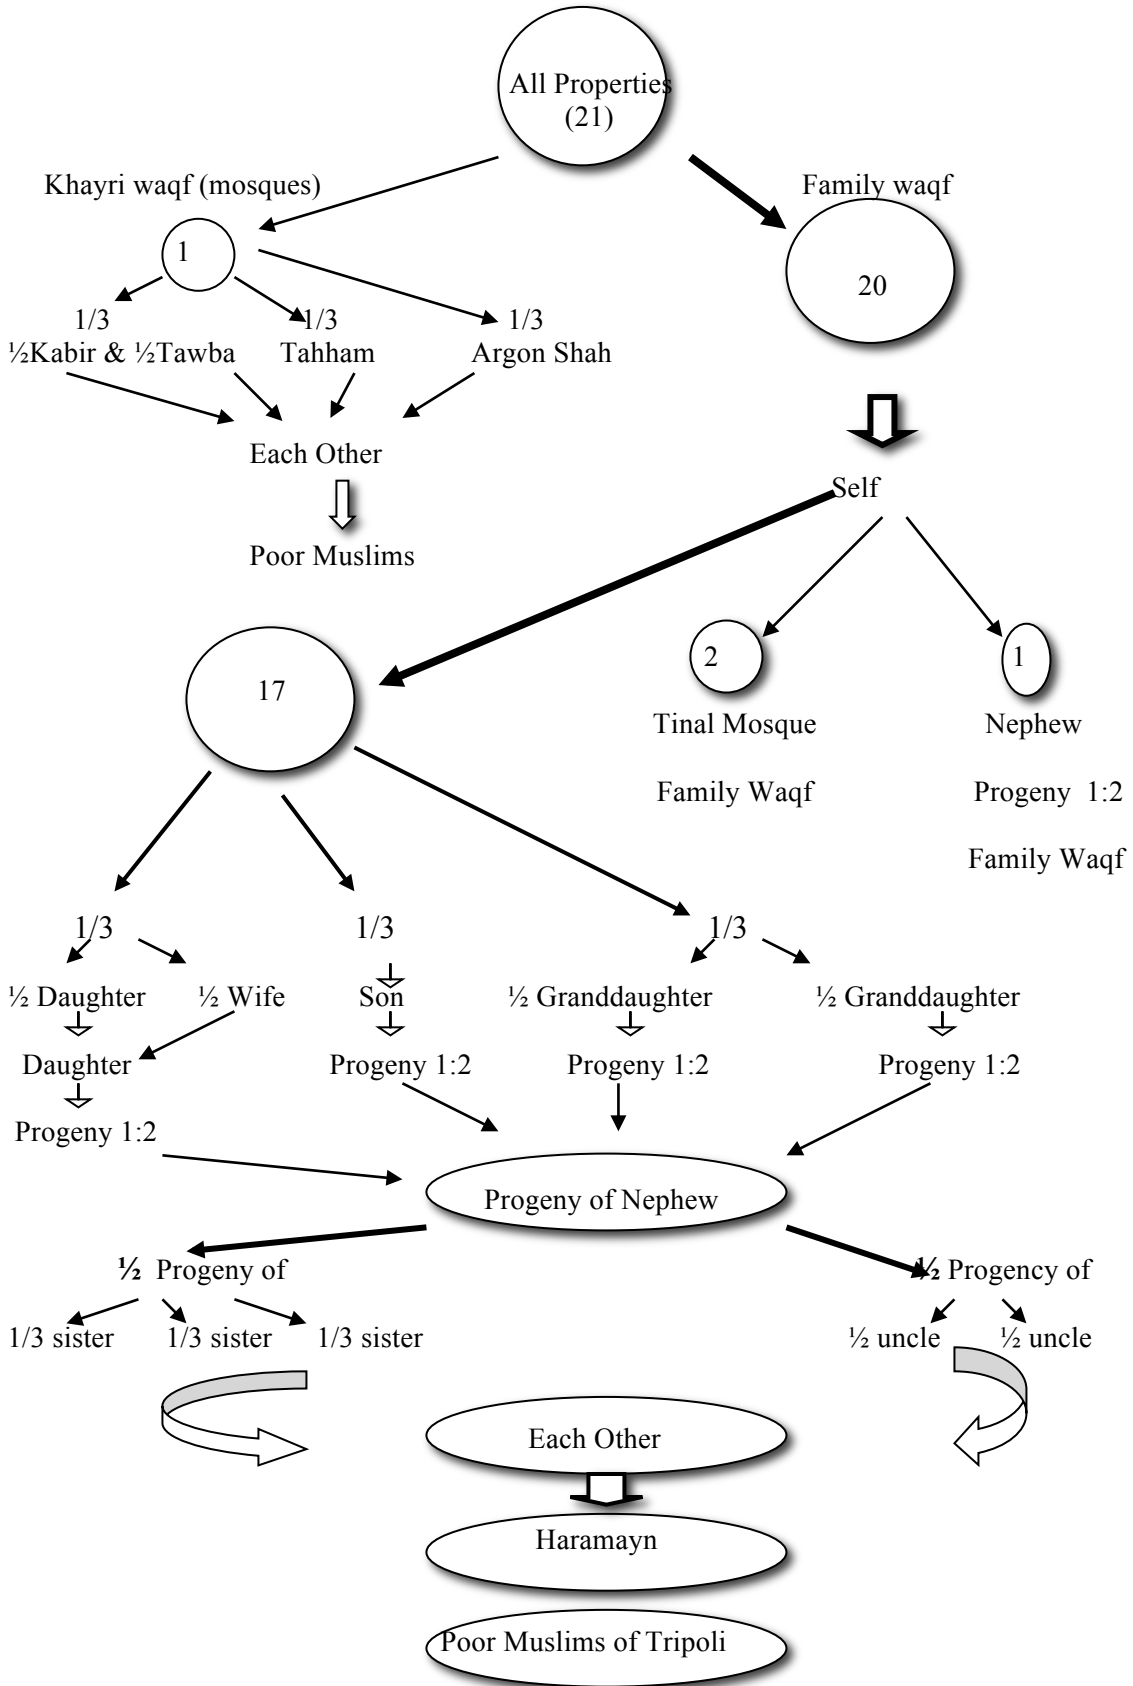 All Properties
(21)
Khayri waqf (mosques)
Family waqf
1
20
1/3
1/3
1/3
½Kabir & ½Tawba
Tahham
Argon Shah
Each Other
Self
Poor Muslims
2
1
17
Tinal Mosque
Nephew
Family Waqf
Progeny 1:2
Family Waqf
1/3
1/3
1/3
½ Daughter
½ Wife
Son
½ Granddaughter
½ Granddaughter
Daughter
Progeny 1:2
Progeny 1:2
Progeny 1:2
Progeny 1:2
Progeny of Nephew
½ Progeny of
½ Progency of
1/3 sister
1/3 sister
1/3 sister
½ uncle
½ uncle
Each Other
Haramayn
Poor Muslims of Tripoli